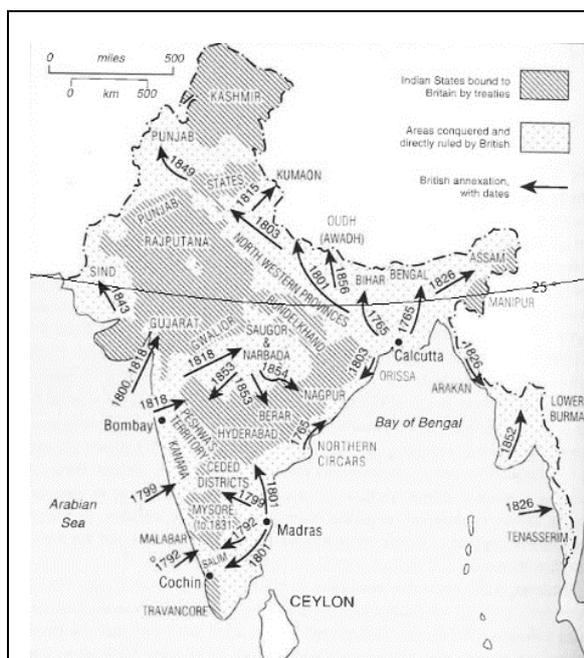 0 miles 500
0 km 500
Indian States bound to
Britain by treaties
Areas conquered and
directly ruled by British
British annexation,
with dates
KASHMIR
PUNJAB
1849
STATES
1815
KUMAON
PUNJAB
1803
OUDH
(AWADH)
RAJPUTANA
NORTH WESTERN PROVINCES
1801
1856
BIHAR
BENGAL
1826
ASSAM
25°
SIND
1843
MANIPUR
BUNDELKHAND
1765
1765
GUJARAT
GWALIOR
SAUGOR
&
NARBADA
Calcutta
1800, 1818
1818
1854
1803
ORISSA
1826
1853
1853
NAGPUR
ARAKAN
LOWER
BURMA
1818
Bombay
PESHWA'S
TERRITORY
BERAR
HYDERABAD
1765
Bay of Bengal
1852
KANARA
NORTHERN
CIRCARS
CEDED
DISTRICTS
1801
Arabian
Sea
1799
1799
MYSORE
(to 1831)
1826
TENASSERIM
Madras
MALABAR
1792
1792
SALIM
1801
Cochin
TRAVANCORE
CEYLON